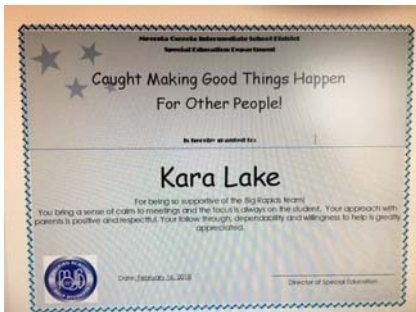 Mecosta Osceola Intermediate School District
Special Education Department
Caught Making Good Things Happen
For Other People!
Is hereby granted to:
Kara Lake
For being so supportive of the Big Rapids team!
You bring a sense of calm to meetings and the focus is always on the student. Your approach with
parents is positive and respectful. Your follow through, dependability and willingness to help is greatly
appreciated.
Date: February 16, 2018
Director of Special Education